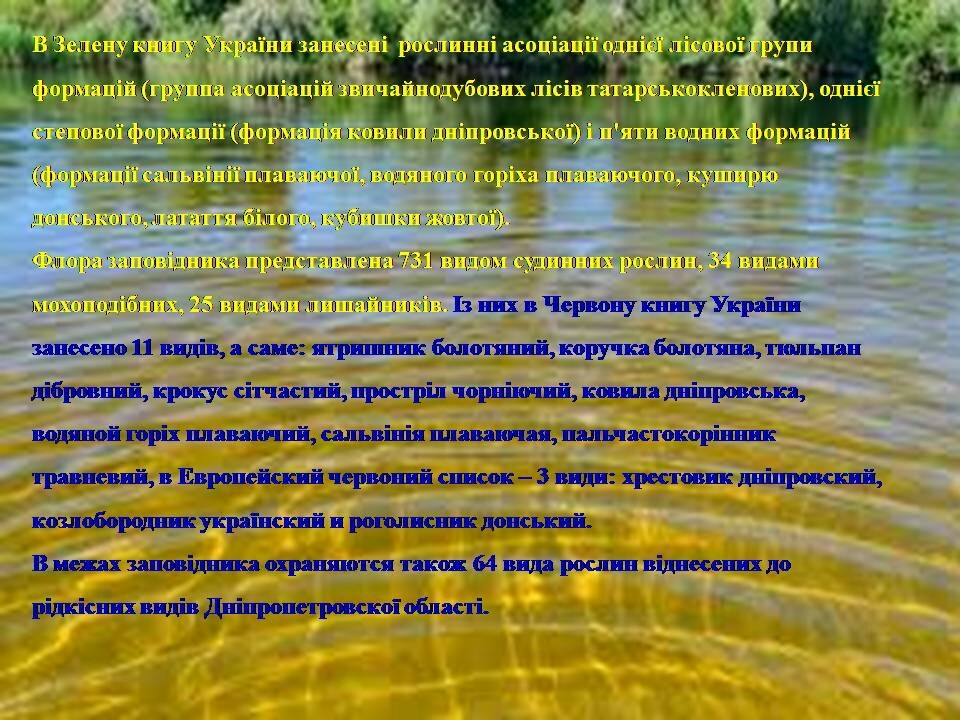 В Зелену книгу України занесені рослинні асоціації однієї лісової групи
формацій (группа асоціацій звичайнодубових лісів татарськокленових), однієї
степової формації (формація ковили дніпровської) і п'яти водних формацій
(формації сальвінії плаваючої, водяного горіха плаваючого, куширю
донського, латаття білого, кубишки жовтої).
Флора заповідника представлена 731 видом судинних рослин, 34 видами
мохоподібних, 25 видами лишайників. Із них в Червону книгу України
занесено 11 видів, а саме: ятришник болотяний, коручка болотяна, тюльпан
дібровний, крокус сітчастий, простріл чорніючий, ковила дніпровська,
водяной горіх плаваючий, сальвінія плаваючая, пальчастокорінник
травневий, в Европейский червоний список – 3 види: хрестовик дніпровский,
козлобородник українский и роголисник донський.
В межах заповідника охраняются також 64 вида рослин віднесених до
рідкісних видів Дніпропетровскої області.